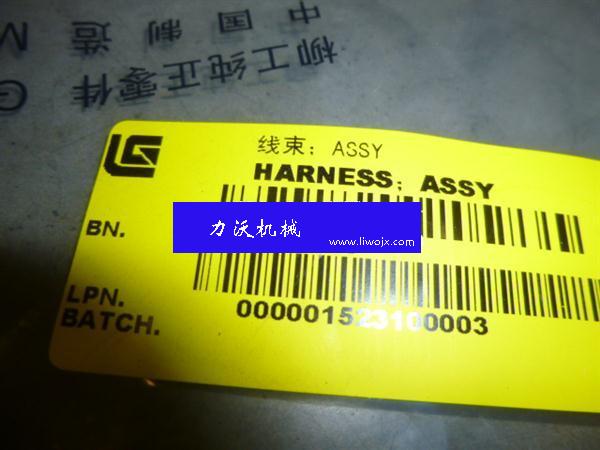 中国制造 M
柳工纯正零件 G
线束；ASSY
HARNESS；ASSY
BN.
力沃机械
www.liwojx.com
LPN.
BATCH.
000001523100003